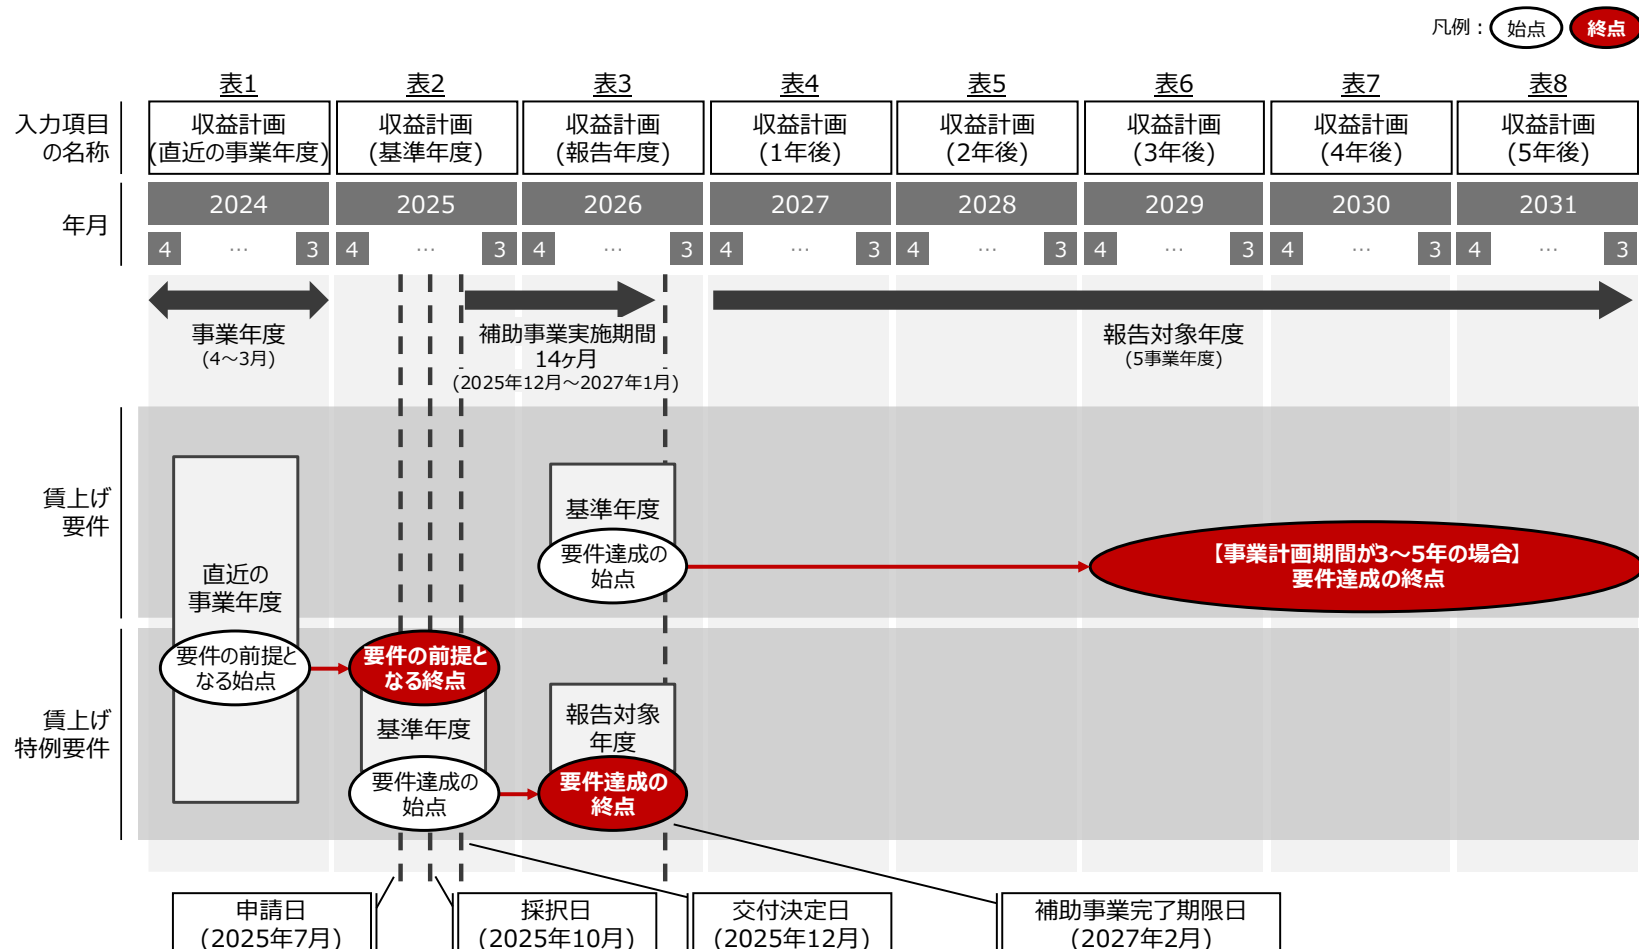 凡例：
始点
終点
表1
表2
表3
表4
表5
表6
表7
表8
入力項目
の名称
収益計画
(直近の事業年度)
収益計画
(基準年度)
収益計画
(報告年度)
収益計画
(1年後)
収益計画
(2年後)
収益計画
(3年後)
収益計画
(4年後)
収益計画
(5年後)
年月
2024
2025
2026
2027
2028
2029
2030
2031
4 … 3
4 … 3
4 … 3
4 … 3
4 … 3
4 … 3
4 … 3
4 … 3
事業年度
(4～3月)
補助事業実施期間
14ヶ月
(2025年12月～2027年1月)
報告対象年度
(5事業年度)
賃上げ
要件
直近の
事業年度
基準年度
要件達成の
始点
【事業計画期間が3～5年の場合】
要件達成の終点
賃上げ
特例要件
要件の前提と
なる始点
要件の前提と
なる終点
基準年度
要件達成の
始点
報告対象
年度
要件達成の
終点
申請日
(2025年7月)
採択日
(2025年10月)
交付決定日
(2025年12月)
補助事業完了期限日
(2027年2月)